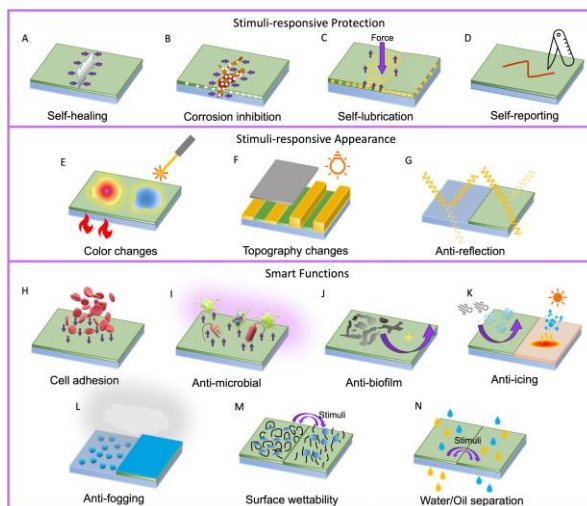 Stimuli-responsive Protection
A B C D
Force
Self-healing Corrosion inhibition Self-lubrication Self-reporting
Stimuli-responsive Appearance
E F G
Color changes Topography changes Anti-reflection
Smart Functions
H I J K
Cell adhesion Anti-microbial Anti-biofilm Anti-icing
L M N
Stimuli Stimuli
Anti-fogging Surface wettability Water/Oil separation